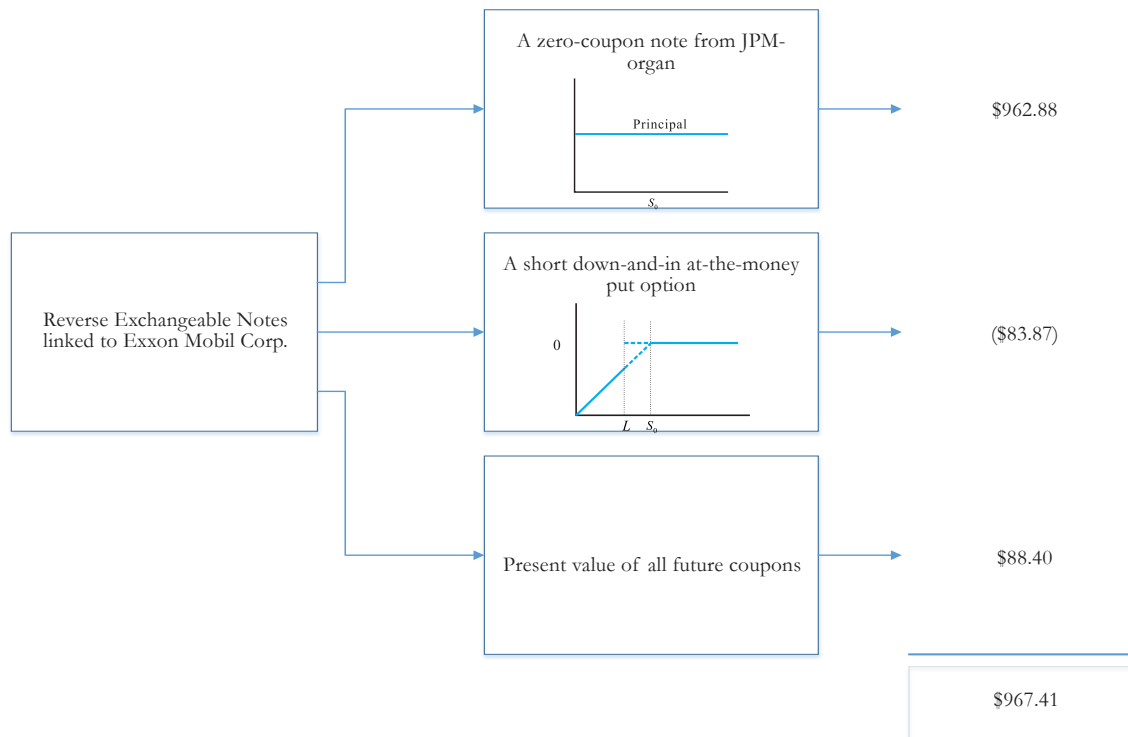 A zero-coupon note from JPM-
organ
Principal
S0
$962.88
Reverse Exchangeable Notes
linked to Exxon Mobil Corp.
A short down-and-in at-the-money
put option
0
L S0
($83.87)
Present value of all future coupons
$88.40
$967.41